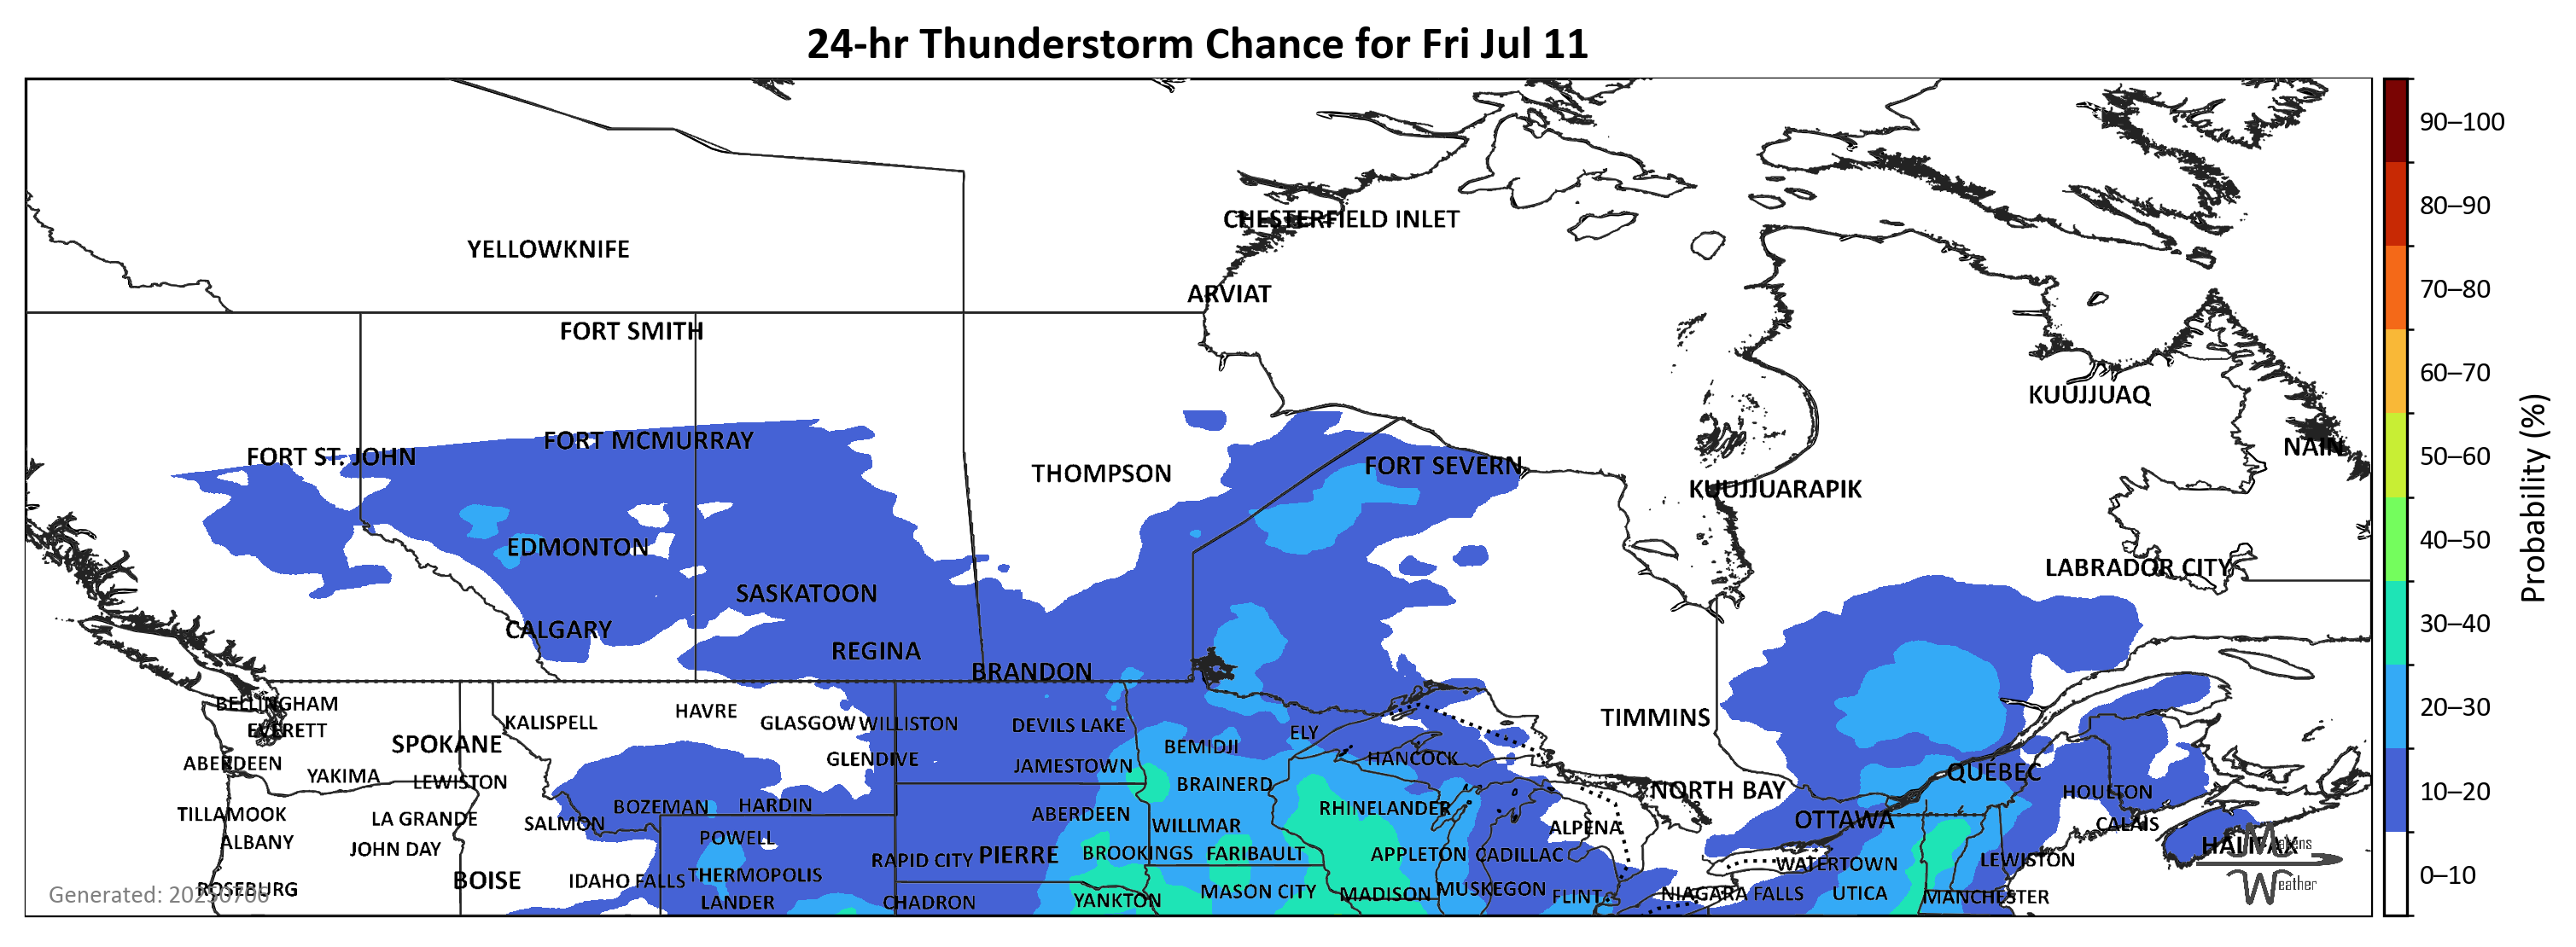 24-hr Thunderstorm Chance for Fri Jul 11
90–100
80–90
CHESTERFIELD INLET
YELLOWKNIFE
70–80
ARVIAT
FORT SMITH
60–70
KUUJJUAQ
50–60
FORT MCMURRAY
NAIN
FORT ST. JOHN
FORT SEVERN
THOMPSON
KUUJJUARAPIK
Probability (%)
40–50
EDMONTON
LABRADOR CITY
SASKATOON
30–40
CALGARY
REGINA
BRANDON
20–30
BELLINGHAM
HAVRE
TIMMINS
KALISPELL
GLASGOW
WILLISTON
DEVILS LAKE
EVERETT
ELY
SPOKANE
BEMIDJI
ABERDEEN
GLENDIVE
HANCOCK
JAMESTOWN
QUÉBEC
YAKIMA
LEWISTON
BRAINERD
NORTH BAY
HOULTON
10–20
BOZEMAN
HARDIN
RHINELANDER
TILLAMOOK
LA GRANDE
ABERDEEN
SALMON
WILLMAR
ALPENA
OTTAWA
CALAIS
POWELL
ALBANY
JOHN DAY
HALIFAX
RAPID CITY
PIERRE
BROOKINGS
FARIBAULT
APPLETON
CADILLAC
WATERTOWN
LEWISTON
0–10
BOISE
IDAHO FALLS
THERMOPOLIS
ROSEBURG
MASON CITY
MADISON
MUSKEGON
NIAGARA FALLS
UTICA
MANCHESTER
FLINT
LANDER
CHADRON
YANKTON
Weather
Generated: 20250706